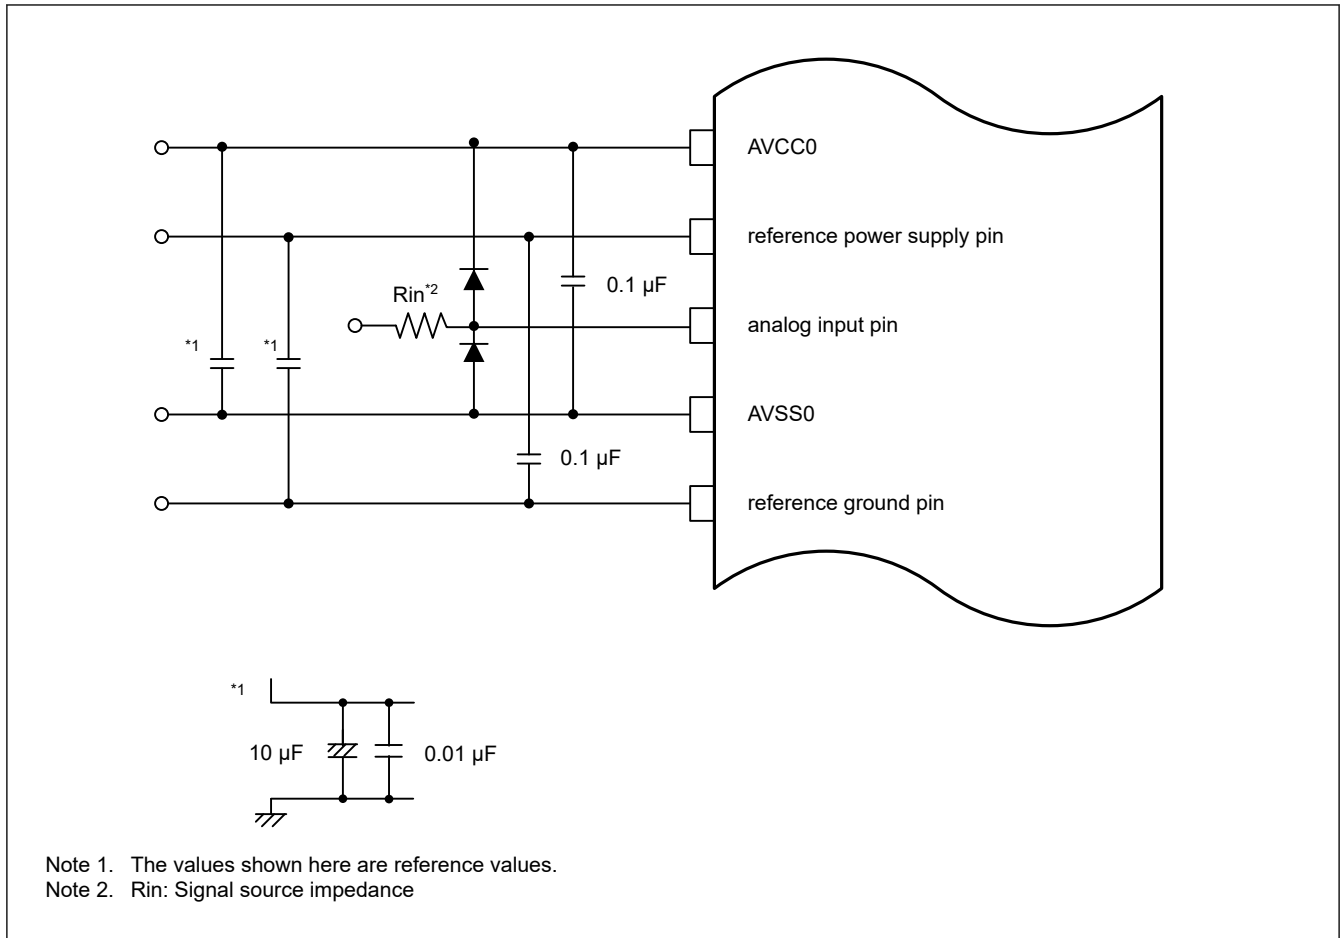 AVCC0
reference power supply pin
0.1 µF
Rin*2
analog input pin
*1 *1
AVSS0
0.1 µF
reference ground pin
*1
10 µF 0.01 µF
Note 1. The values shown here are reference values.
Note 2. Rin: Signal source impedance